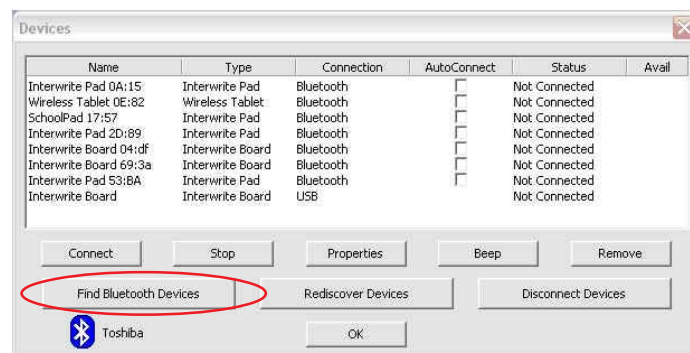 Devices
Name Type Connection AutoConnect Status Avail
Interwrite Pad 0A:15 Interwrite Pad Bluetooth Not Connected
Wireless Tablet 0E:82 Wireless Tablet Bluetooth Not Connected
SchoolPad 17:57 Interwrite Pad Bluetooth Not Connected
Interwrite Pad 2D:89 Interwrite Pad Bluetooth Not Connected
Interwrite Board 04:df Interwrite Board Bluetooth Not Connected
Interwrite Board 69:3a Interwrite Board Bluetooth Not Connected
Interwrite Pad 53:BA Interwrite Pad Bluetooth Not Connected
Interwrite Board Interwrite Board USB Not Connected
Connect Stop Properties Beep Remove
Find Bluetooth Devices Rediscover Devices Disconnect Devices
Toshiba OK